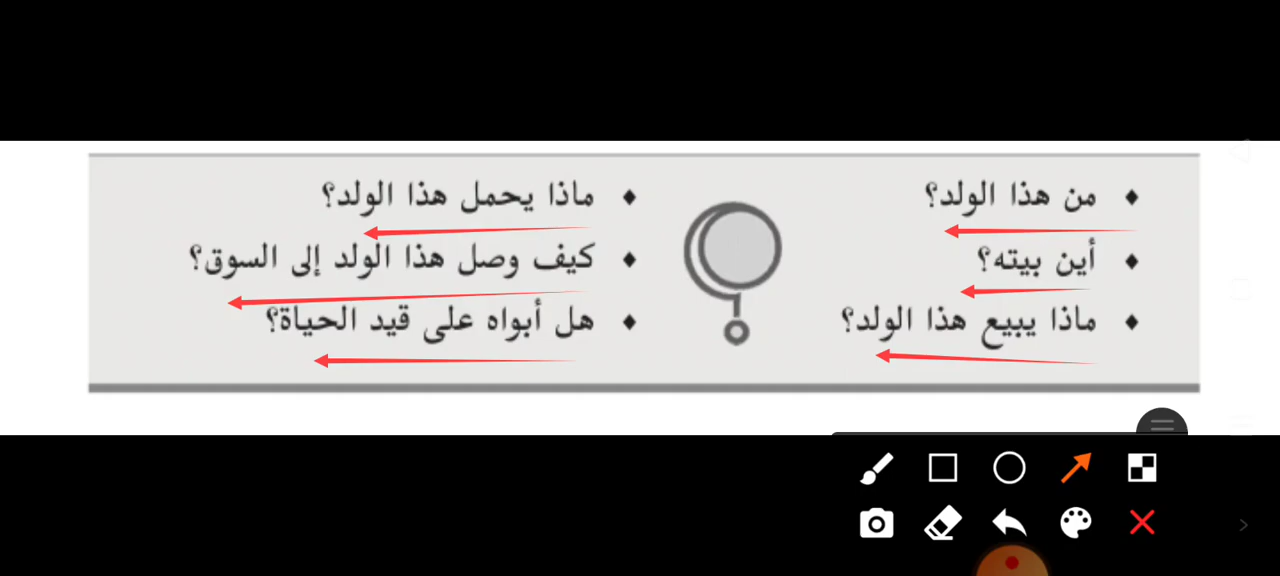 من هذا الولد؟
أين بيته؟
ماذا يبيع هذا الولد؟
ماذا يحمل هذا الولد؟
كيف وصل هذا الولد إلى السوق؟
هل أبواه على قيد الحياة؟